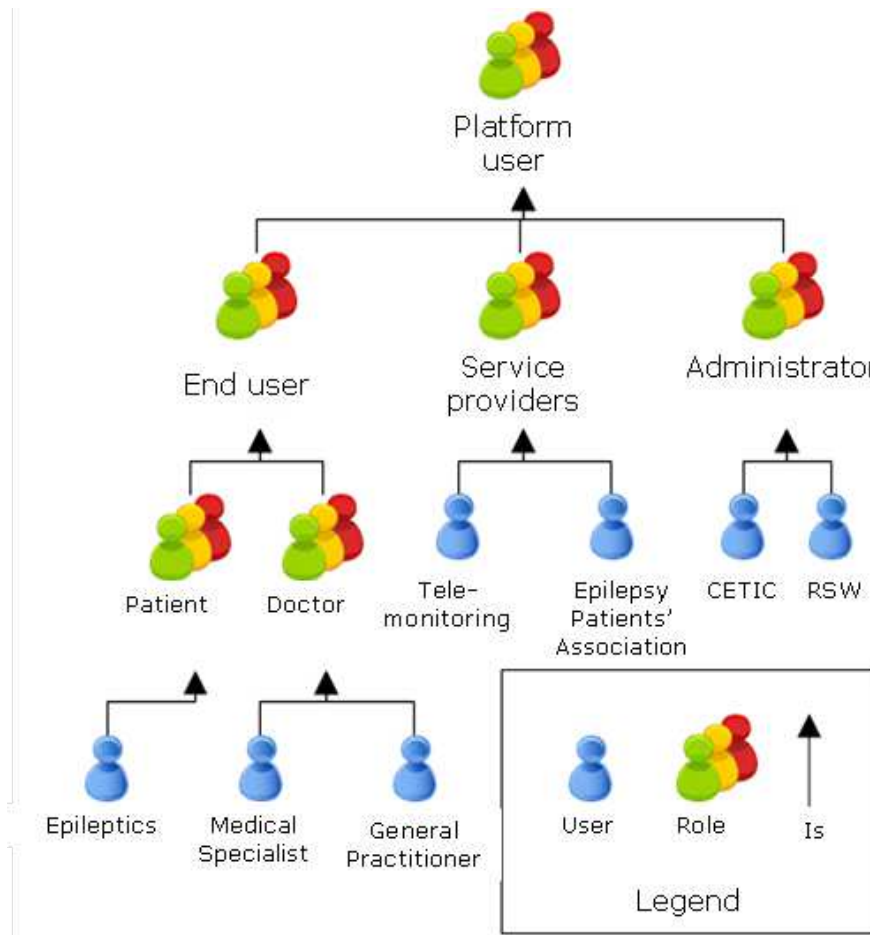 Platform
user
End user
Service
providers
Administrator
Patient
Doctor
Tele-
monitoring
Epilepsy
Patients’
Association
CETIC
RSW
Epileptics
Medical
Specialist
General
Practitioner
User
Role
Is
Legend